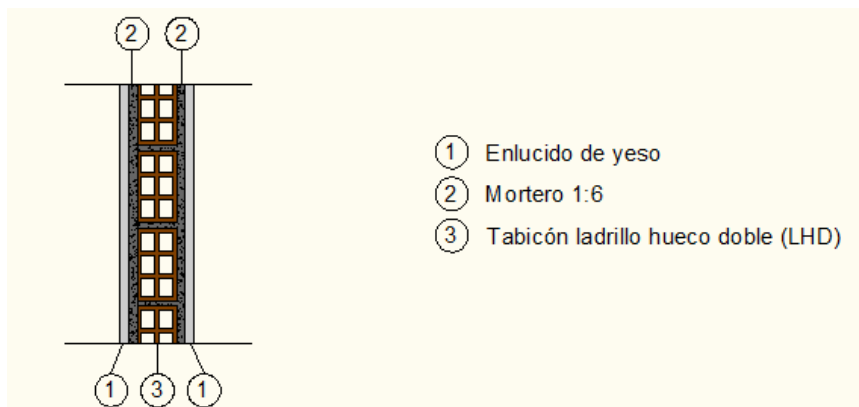 2 2
1 Enlucido de yeso
2 Mortero 1:6
3 Tabicón ladrillo hueco doble (LHD)
1 3 1